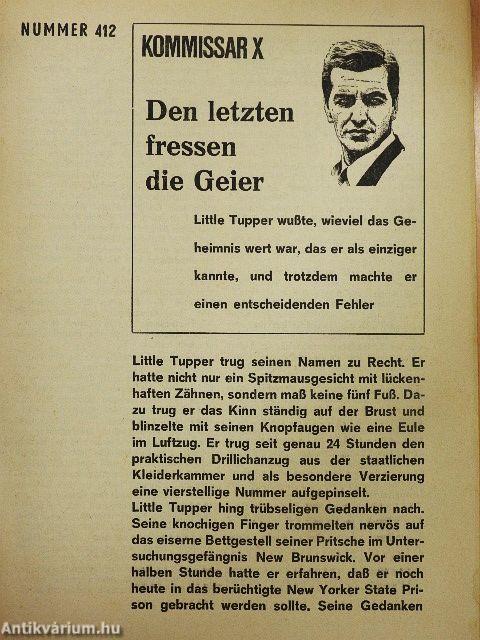 NUMMER 412
KOMMISSAR X
Den letzten
fressen
die Geier
Little Tupper wußte, wieviel das Ge-
heimnis wert war, das er als einziger
kannte, und trotzdem machte er
einen entscheidenden Fehler
Little Tupper trug seinen Namen zu Recht. Er
hatte nicht nur ein Spitzmausgesicht mit lücken-
haften Zähnen, sondern maß keine fünf Fuß. Da-
zu trug er das Kinn ständig auf der Brust und
blinzelte mit seinen Knopfaugen wie eine Eule
im Luftzug. Er trug seit genau 24 Stunden den
praktischen Drillichanzug aus der staatlichen
Kleiderkammer und als besondere Verzierung
eine vierstellige Nummer aufgepinselt.
Little Tupper hing trübseligen Gedanken nach.
Seine knochigen Finger trommelten nervös auf
das eiserne Bettgestell seiner Pritsche im Unter-
suchungsgefängnis New Brunswick. Vor einer
halben Stunde hatte er erfahren, daß er noch
heute in das berüchtigte New Yorker State Pri-
son gebracht werden sollte. Seine Gedanken
Antikvárium.hu